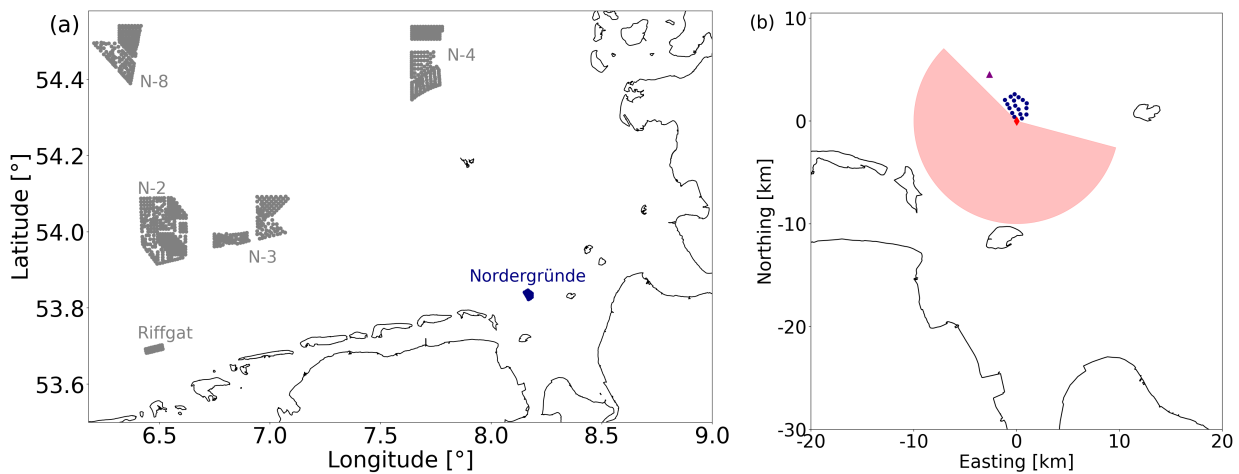 (a)
N-8
N-4
N-2
N-3
Nordergründe
Riffgat
54.4
54.2
54.0
53.8
53.6
Latitude [°]
6.5
7.0
7.5
8.0
8.5
9.0
Longitude [°]
(b)
10
0
-10
-20
-30
Northing [km]
-20
-10
0
10
20
Easting [km]